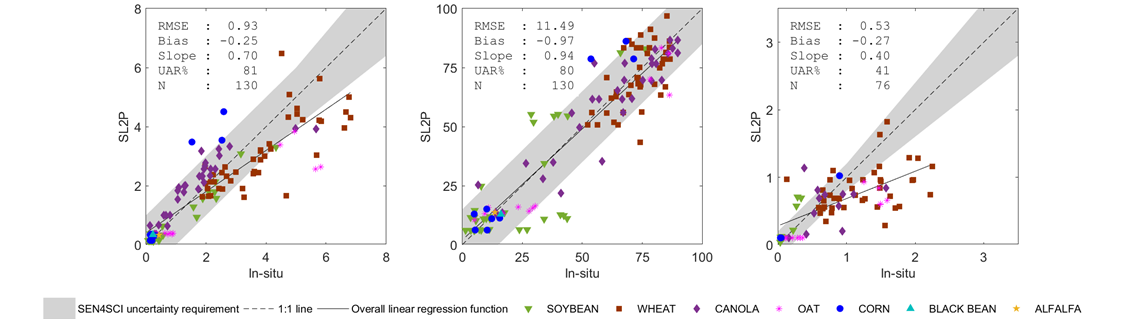 RMSE : 0.93
Bias : -0.25
Slope : 0.70
UAR% : 81
N : 130
8
6
4
2
0
SL2P
0 2 4 6 8
In-situ
RMSE : 11.49
Bias : -0.97
Slope : 0.94
UAR% : 80
N : 130
100
75
50
25
0
SL2P
0 25 50 75 100
In-situ
RMSE : 0.53
Bias : -0.27
Slope : 0.40
UAR% : 41
N : 76
3
2
1
0
SL2P
0 1 2 3
In-situ
SEN4SCI uncertainty requirement 1:1 line Overall linear regression function SOYBEAN WHEAT CANOLA OAT CORN BLACK BEAN ALFALFA